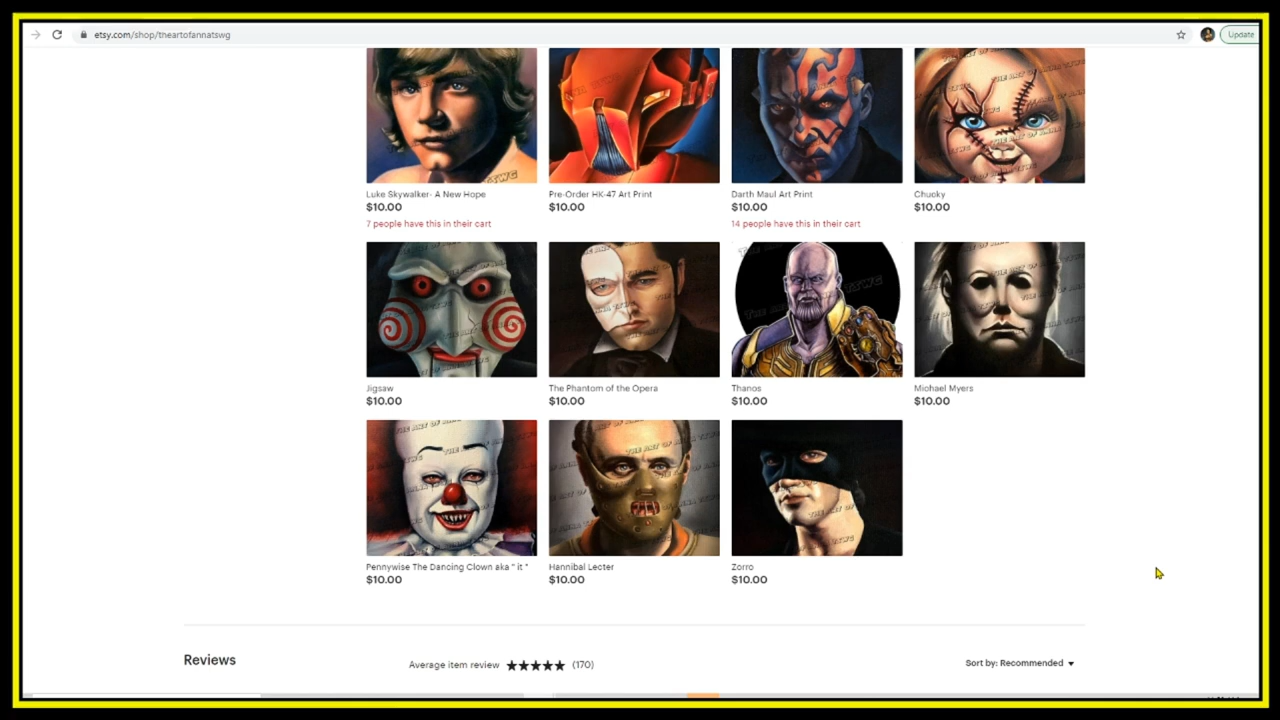 etsy.com/shop/theartofannatswg
Update
Luke Skywalker- A New Hope
$10.00
7 people have this in their cart
Pre-Order HK-47 Art Print
$10.00
Darth Maul Art Print
$10.00
14 people have this in their cart
Chucky
$10.00
Jigsaw
$10.00
The Phantom of the Opera
$10.00
Thanos
$10.00
Michael Myers
$10.00
Pennywise The Dancing Clown aka " it "
$10.00
Hannibal Lecter
$10.00
Zorro
$10.00
Reviews
Average item review
(170)
Sort by: Recommended